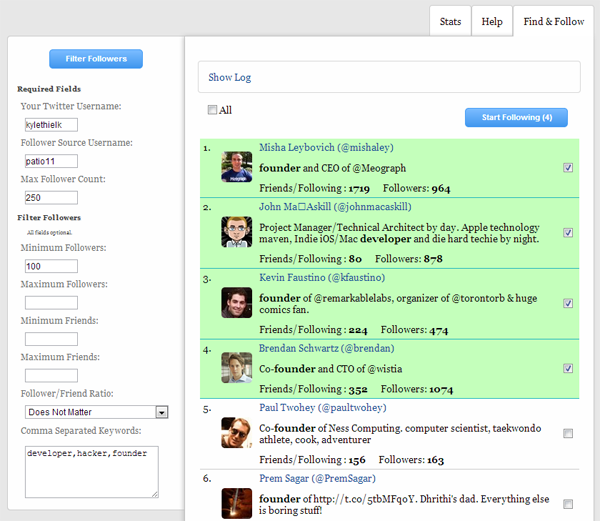 Stats
Help
Find & Follow
Filter Followers
Required Fields
Your Twitter Username:
kylethielk
Follower Source Username:
patio11
Max Follower Count:
250
Filter Followers
All fields optional.
Minimum Followers:
100
Maximum Followers:
Minimum Friends:
Maximum Friends:
Follower/Friend Ratio:
Does Not Matter
Comma Separated Keywords:
developer,hacker,founder
Show Log
All
Start Following (4)
1.
Misha Leybovich (@mishaley)
founder and CEO of @Meograph
Friends/Following : 1719 Followers: 964
2.
John Ma□Askill (@johnmacaskill)
Project Manager/Technical Architect by day. Apple technology
maven, Indie iOS/Mac developer and die hard techie by night.
Friends/Following : 80 Followers: 878
3.
Kevin Faustino (@kfaustino)
founder of @remarkablelabs, organizer of @torontorb & huge
comics fan.
Friends/Following : 224 Followers: 474
4.
Brendan Schwartz (@brendan)
Co-founder and CTO of @wistia
Friends/Following : 352 Followers: 1074
5.
Paul Twohey (@paultwohey)
Co-founder of Ness Computing. computer scientist, taekwondo
athlete, cook, adventurer
Friends/Following : 156 Followers: 163
6.
Prem Sagar (@PremSagar)
founder of http://t.co/5tbMFqoY. Dhrithi's dad. Everything else
is boring stuff!